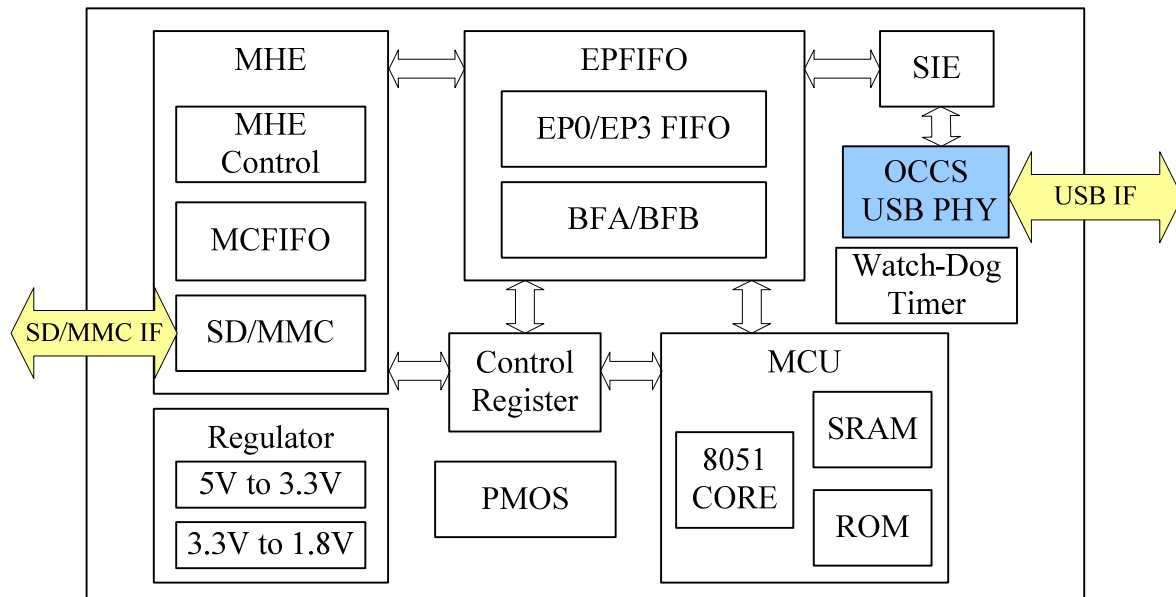 MHE
MHE
Control
MCFIFO
SD/MMC
SD/MMC IF
EPFIFO
EP0/EP3 FIFO
BFA/BFB
SIE
OCCS
USB PHY
USB IF
Watch-Dog
Timer
Control
Register
MCU
8051
CORE
SRAM
ROM
Regulator
5V to 3.3V
3.3V to 1.8V
PMOS